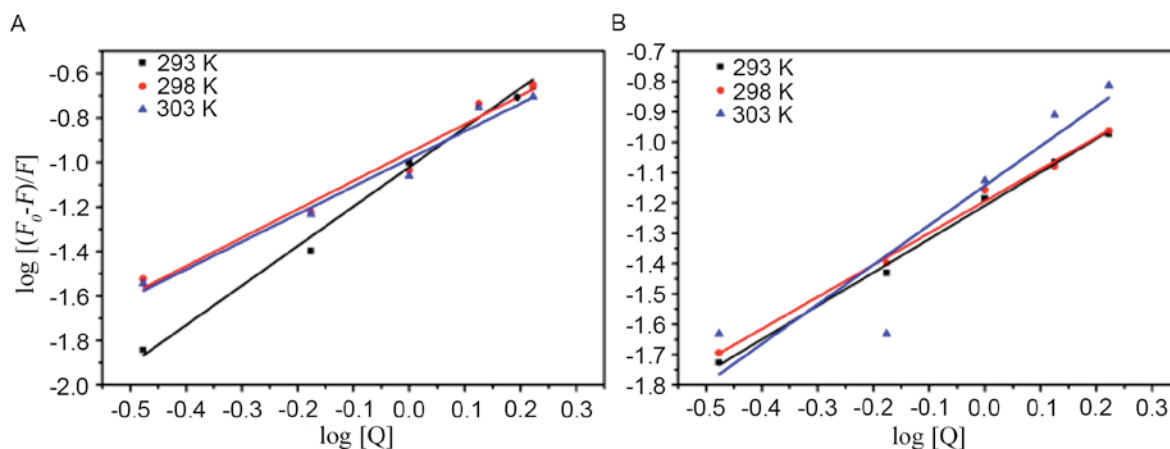 A
log [(F₀-F)/F]
-0.6
-0.8
-1.0
-1.2
-1.4
-1.6
-1.8
-2.0
293 K
298 K
303 K
-0.5 -0.4 -0.3 -0.2 -0.1 0.0 0.1 0.2 0.3
log [Q]
B
-0.7
-0.8
-0.9
-1.0
-1.1
-1.2
-1.3
-1.4
-1.5
-1.6
-1.7
-1.8
293 K
298 K
303 K
-0.5 -0.4 -0.3 -0.2 -0.1 0.0 0.1 0.2 0.3
log [Q]